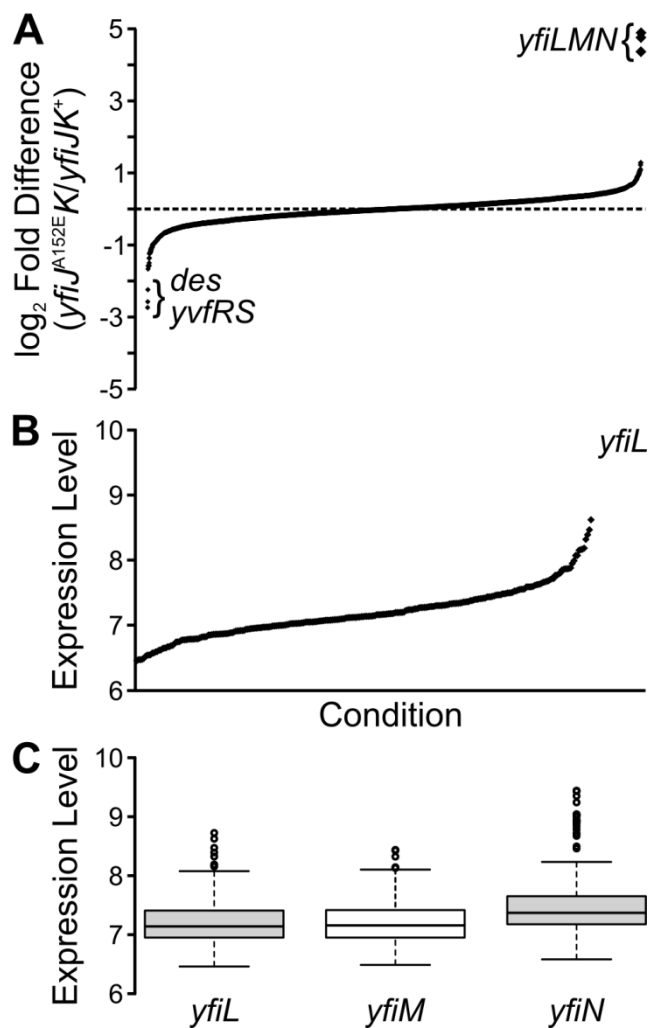 A
log₂ Fold Difference
(yfiJᴬ¹⁵²ᴱK/yfiJK⁺)
5
3
1
-1
-3
-5
yfiLMN {
} des
yvfRS
B
Expression Level
10
9
8
7
6
yfiL
Condition
C
Expression Level
10
9
8
7
6
yfiL
yfiM
yfiN